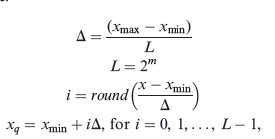 Δ = (x_max − x_min) / L
L = 2^m
i = round((x − x_min) / Δ)
x_q = x_min + iΔ, for i = 0, 1, . . . , L − 1,